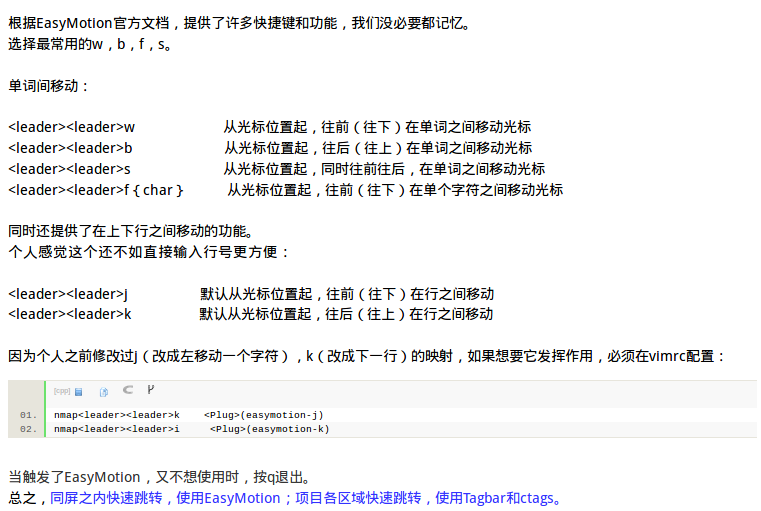 根据EasyMotion官方文档，提供了许多快捷键和功能，我们没必要都记忆。
选择最常用的w，b，f，s。
单词间移动：
<leader><leader>w 从光标位置起，往前（往下）在单词之间移动光标
<leader><leader>b 从光标位置起，往后（往上）在单词之间移动光标
<leader><leader>s 从光标位置起，同时往前往后，在单词之间移动光标
<leader><leader>f｛char｝ 从光标位置起，往前（往下）在单个字符之间移动光标
同时还提供了在上下行之间移动的功能。
个人感觉这个还不如直接输入行号更方便：
<leader><leader>j 默认从光标位置起，往前（往下）在行之间移动
<leader><leader>k 默认从光标位置起，往后（往上）在行之间移动
因为个人之前修改过j（改成左移动一个字符），k（改成下一行）的映射，如果想要它发挥作用，必须在vimrc配置：
[cpp]
01. nmap<leader><leader>k <Plug>(easymotion-j)
02. nmap<leader><leader>i <Plug>(easymotion-k)
当触发了EasyMotion，又不想使用时，按q退出。
总之，同屏之内快速跳转，使用EasyMotion；项目各区域快速跳转，使用Tagbar和ctags。